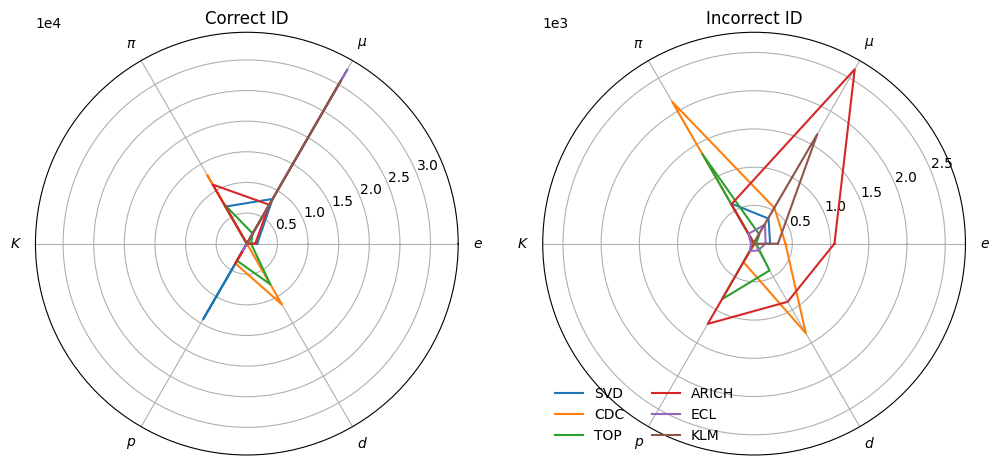 Correct ID
1e4
π
μ
K
e
p
d
0.5
1.0
1.5
2.0
2.5
3.0
Incorrect ID
1e3
π
μ
K
e
p
d
0.5
1.0
1.5
2.0
2.5
SVD
CDC
TOP
ARICH
ECL
KLM